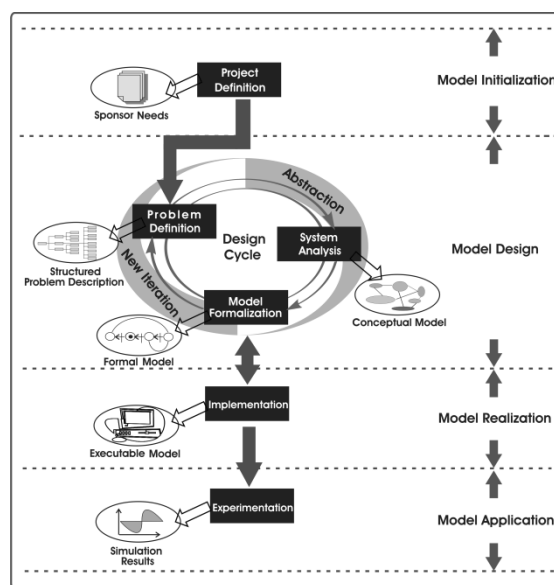 Project
Definition
Sponsor Needs
Model Initialization
Abstraction
Problem
Definition
Design
Cycle
System
Analysis
Model Design
Structured
Problem Description
New Iteration
Model
Formalization
Conceptual Model
Formal Model
Implementation
Model Realization
Executable Model
Experimentation
Model Application
Simulation
Results